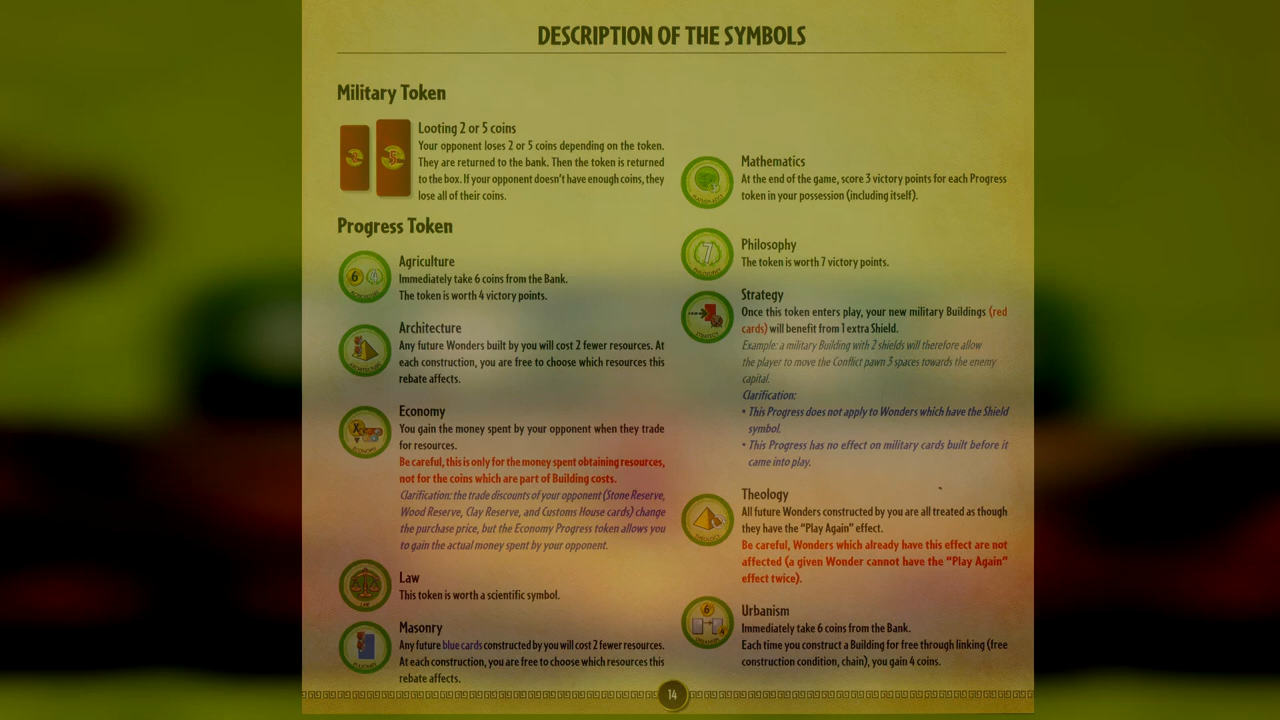 DESCRIPTION OF THE SYMBOLS
Military Token
2
5
Looting 2 or 5 coins
Your opponent loses 2 or 5 coins depending on the token.
They are returned to the bank. Then the token is returned
to the box. If your opponent doesn't have enough coins, they
lose all of their coins.
Progress Token
6 4
Agriculture
Immediately take 6 coins from the Bank.
The token is worth 4 victory points.
Architecture
Any future Wonders built by you will cost 2 fewer resources. At
each construction, you are free to choose which resources this
rebate affects.
ECONOMY
Economy
You gain the money spent by your opponent when they trade
for resources.
Be careful, this is only for the money spent obtaining resources,
not for the coins which are part of Building costs.
Clarification: the trade discounts of your opponent (Stone Reserve,
Wood Reserve, Clay Reserve, and Customs House cards) change
the purchase price, but the Economy Progress token allows you
to gain the actual money spent by your opponent.
LAW
Law
This token is worth a scientific symbol.
MASONRY
Masonry
Any future blue cards constructed by you will cost 2 fewer resources.
At each construction, you are free to choose which resources this
rebate affects.
Mathematics
At the end of the game, score 3 victory points for each Progress
token in your possession (including itself).
7
Philosophy
The token is worth 7 victory points.
STRATEGY
Strategy
Once this token enters play, your new military Buildings (red
cards) will benefit from 1 extra Shield.
Example: a military Building with 2 shields will therefore allow
the player to move the Conflict pawn 3 spaces towards the enemy
capital.
Clarification:
• This Progress does not apply to Wonders which have the Shield
symbol.
• This Progress has no effect on military cards built before it
came into play.
THEOLOGY
Theology
All future Wonders constructed by you are all treated as though
they have the "Play Again" effect.
Be careful, Wonders which already have this effect are not
affected (a given Wonder cannot have the "Play Again"
effect twice).
6
4
URBANISM
Urbanism
Immediately take 6 coins from the Bank.
Each time you construct a Building for free through linking (free
construction condition, chain), you gain 4 coins.
14